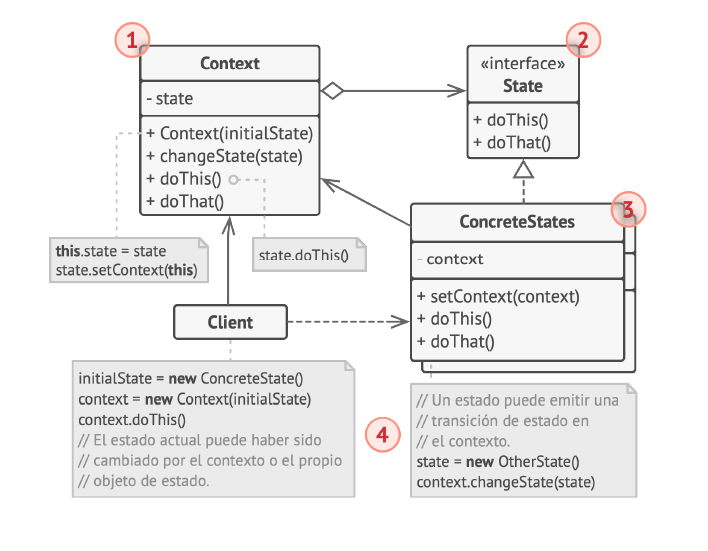 1
Context
- state
+ Context(initialState)
+ changeState(state)
+ doThis()
+ doThat()
2
«interface»
State
+ doThis()
+ doThat()
3
ConcreteStates
- context
+ setContext(context)
+ doThis()
+ doThat()
this.state = state
state.setContext(this)
state.doThis()
Client
initialState = new ConcreteState()
context = new Context(initialState)
context.doThis()
// El estado actual puede haber sido
// cambiado por el contexto o el propio
// objeto de estado.
4
// Un estado puede emitir una
// transición de estado en
// el contexto.
state = new OtherState()
context.changeState(state)